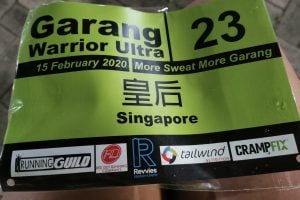 Garang
Warrior Ultra
23
15 February 2020, More Sweat More Garang
皇后
Singapore
RUNNING GUILD
RD
Revvies
tailwind
CRAMPFIX